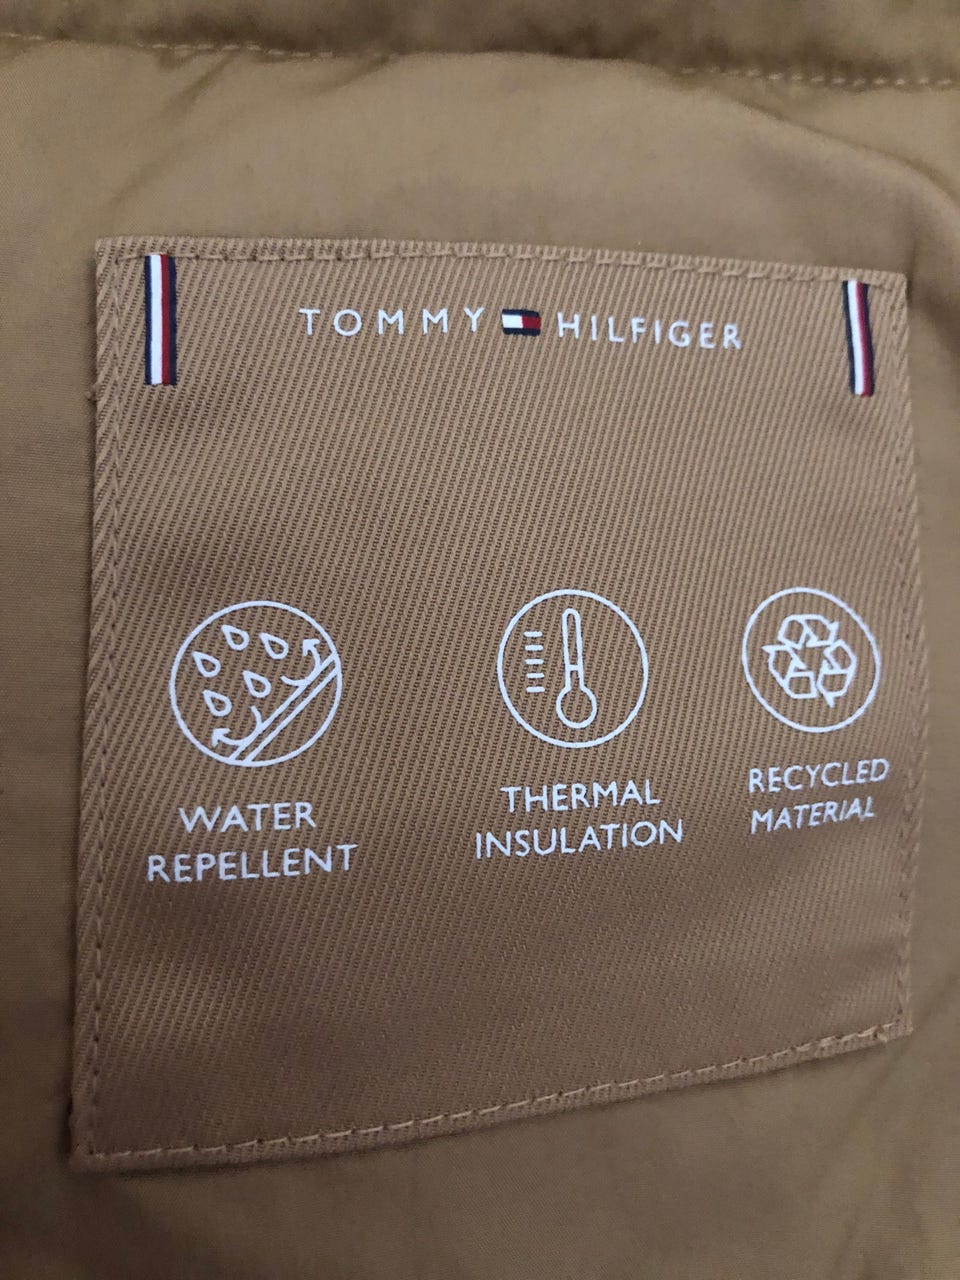 TOMMY HILFIGER
WATER
REPELLENT
THERMAL
INSULATION
RECYCLED
MATERIAL